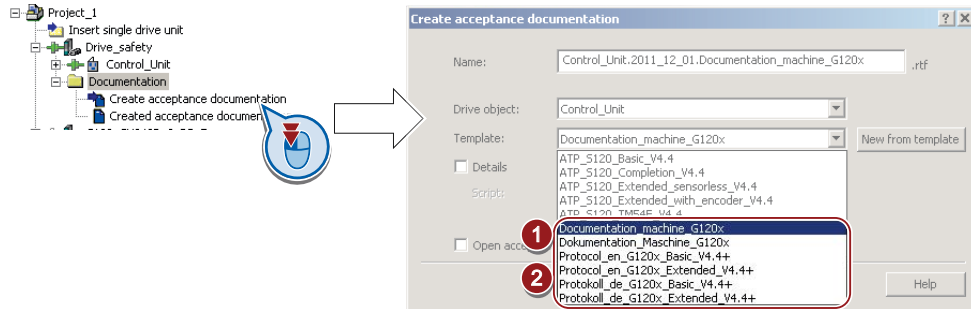 Project_1
Insert single drive unit
Drive_safety
Control_Unit
Documentation
Create acceptance documentation
Created acceptance documen
Create acceptance documentation
Name:
Control_Unit.2011_12_01.Documentation_machine_G120x
.rtf
Drive object:
Control_Unit
Template:
Documentation_machine_G120x
New from template
Details
Script:
ATP_S120_Basic_V4.4
ATP_S120_Completion_V4.4
ATP_S120_Extended_sensorless_V4.4
ATP_S120_Extended_with_encoder_V4.4
ATP_S120_TM54F_V4.4
1
Documentation_machine_G120x
Open acce
Dokumentation_Maschine_G120x
Protocol_en_G120x_Basic_V4.4+
2
Protocol_en_G120x_Extended_V4.4+
Protokoll_de_G120x_Basic_V4.4+
Protokoll_de_G120x_Extended_V4.4+
Help